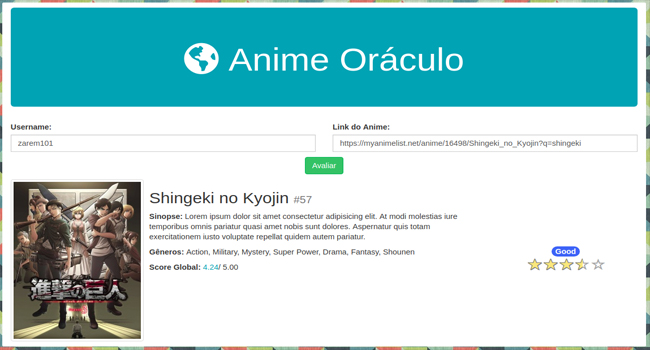 Anime Oráculo
Username:
Link do Anime:
zarem101
https://myanimelist.net/anime/16498/Shingeki_no_Kyojin?q=shingeki
Avaliar
Shingeki no Kyojin #57
Sinopse: Lorem ipsum dolor sit amet consectetur adipisicing elit. At modi molestias iure
temporibus omnis pariatur quasi amet nobis sunt dolores. Aspernatur quis totam
exercitationem iusto voluptate repellat quidem autem pariatur.
Gêneros: Action, Military, Mystery, Super Power, Drama, Fantasy, Shounen
Score Global: 4.24/ 5.00
Good
進撃の巨人